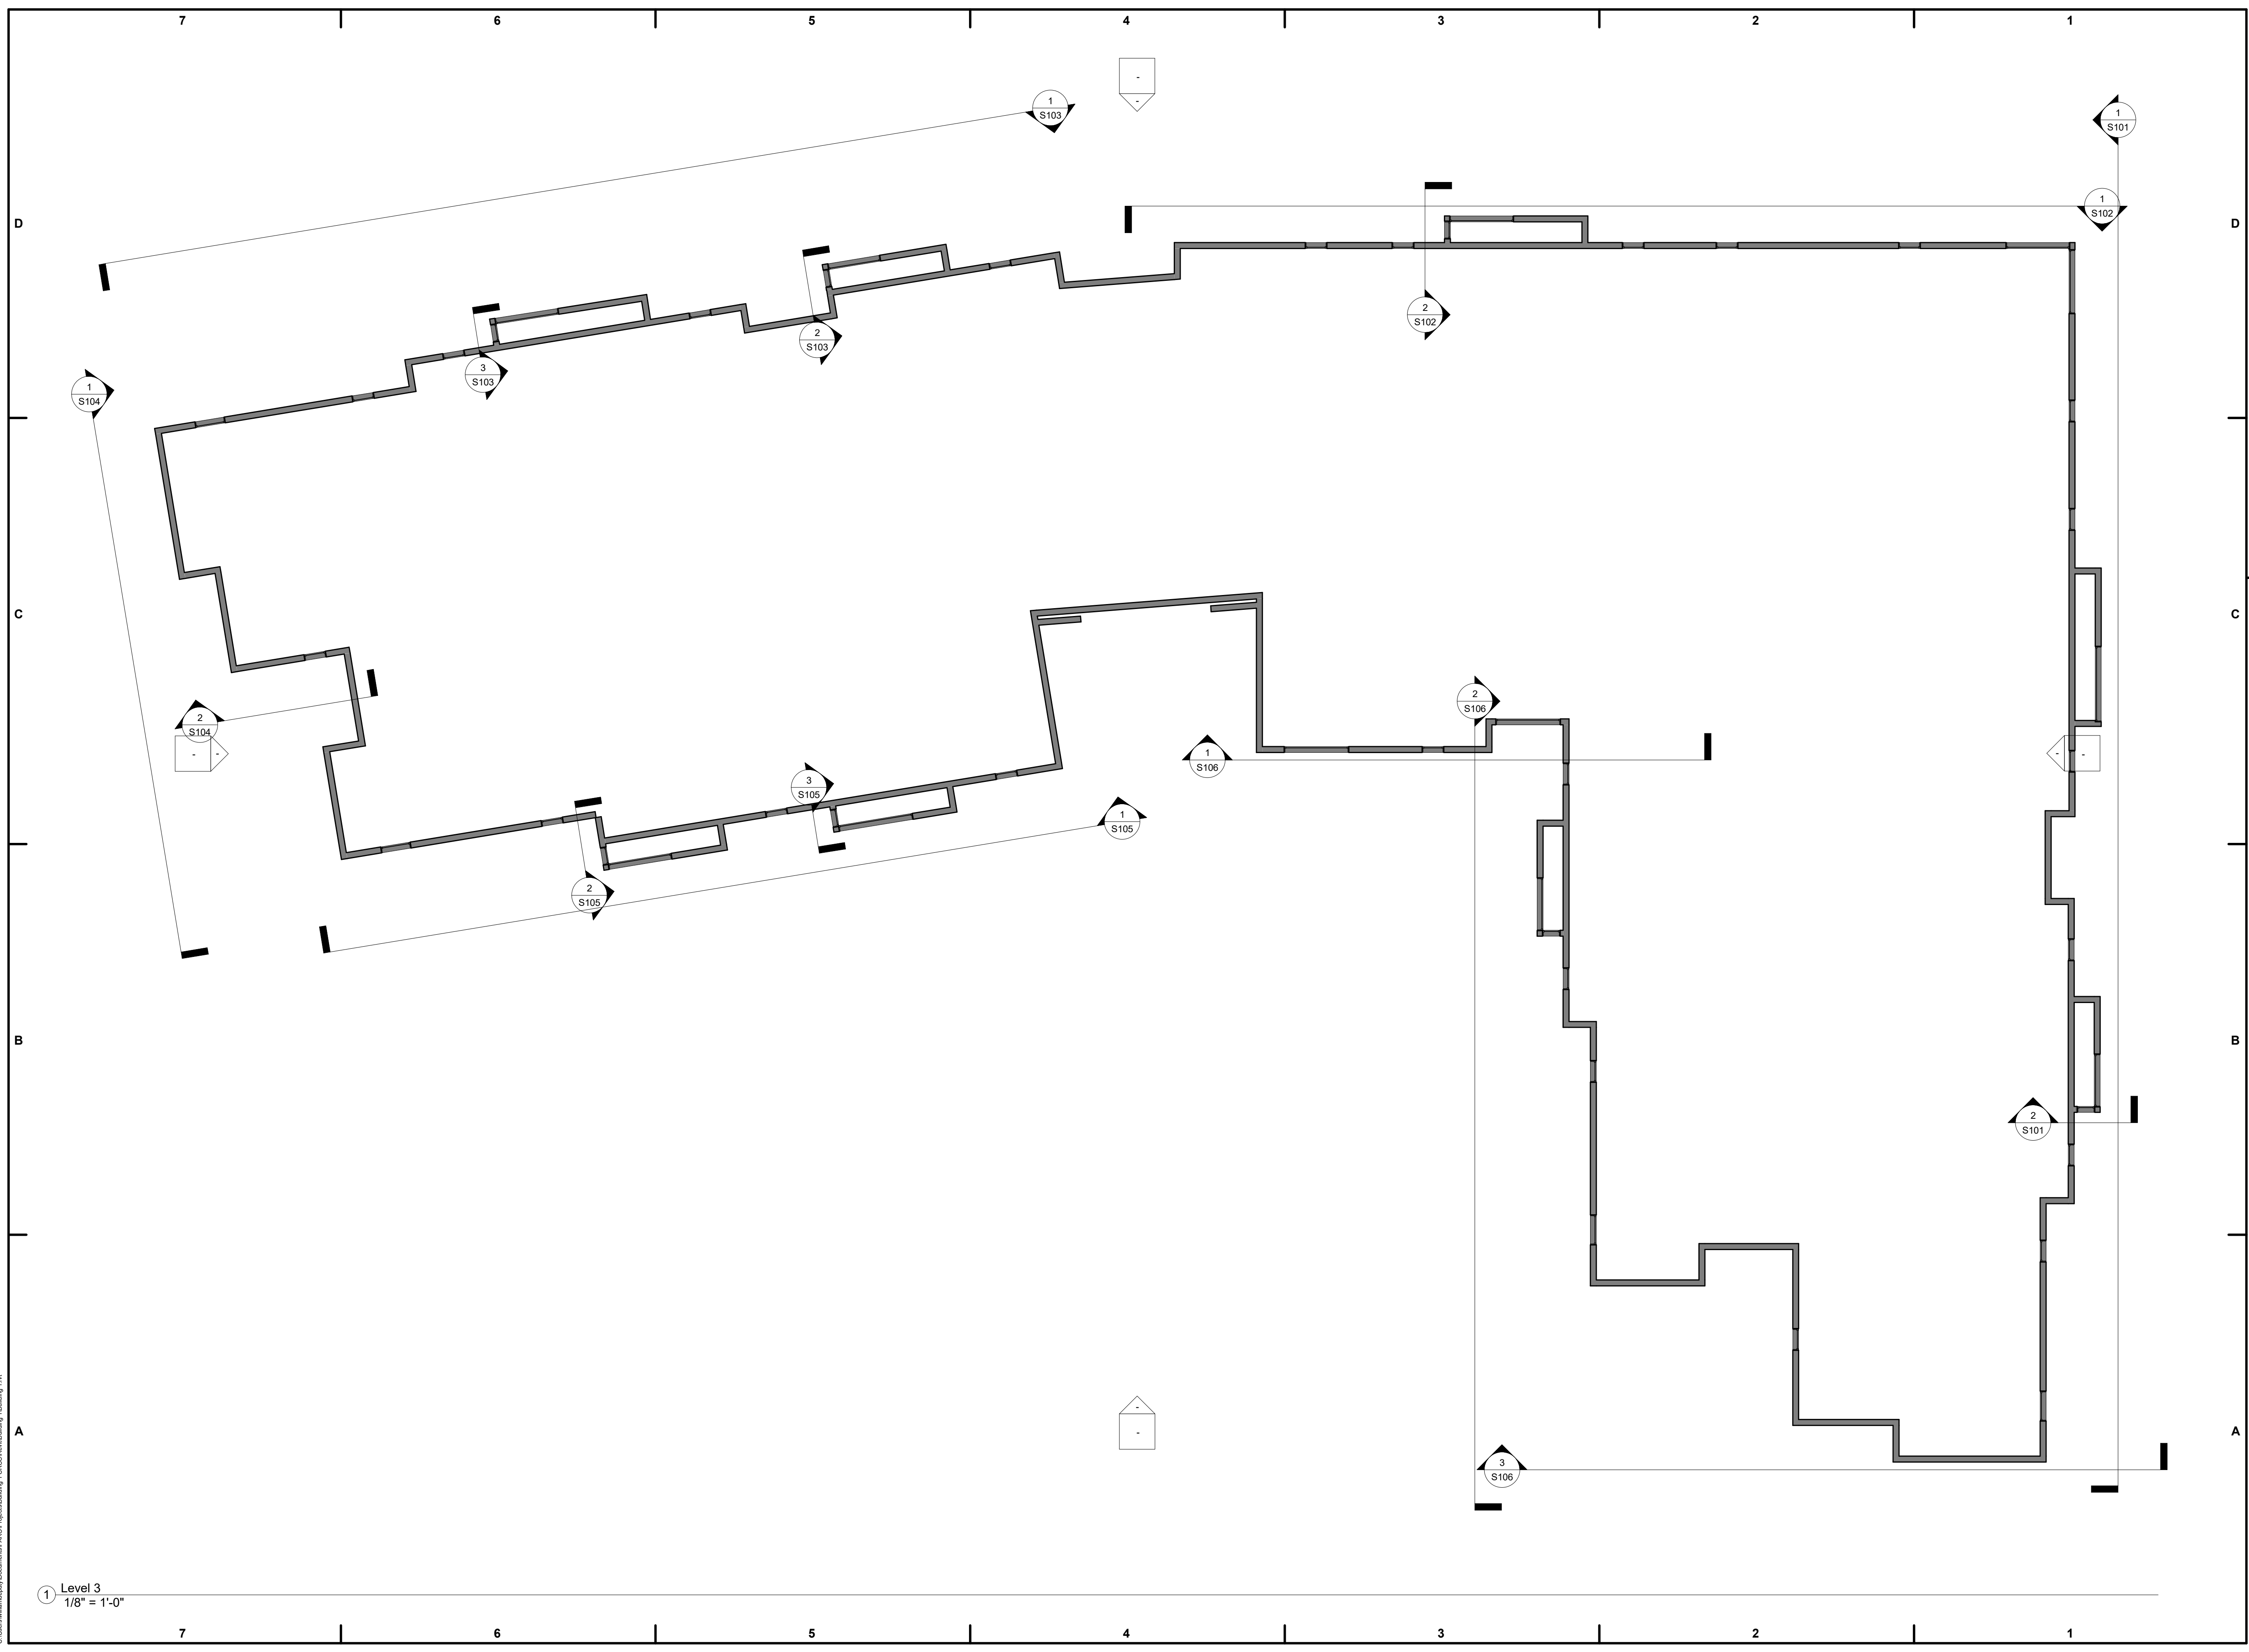 7 6 5 4 3 2 1
-
-
1
S103
1
S101
1
S102
D D
2
S102
2
S103
3
S103
1
S104
C C
2
S106
2
S104
- -
1
S106
- -
3
S105
1
S105
2
S105
B B
2
S101
-
-
A A
3
S106
1 Level 3
1/8" = 1'-0"
7 6 5 4 3 2 1